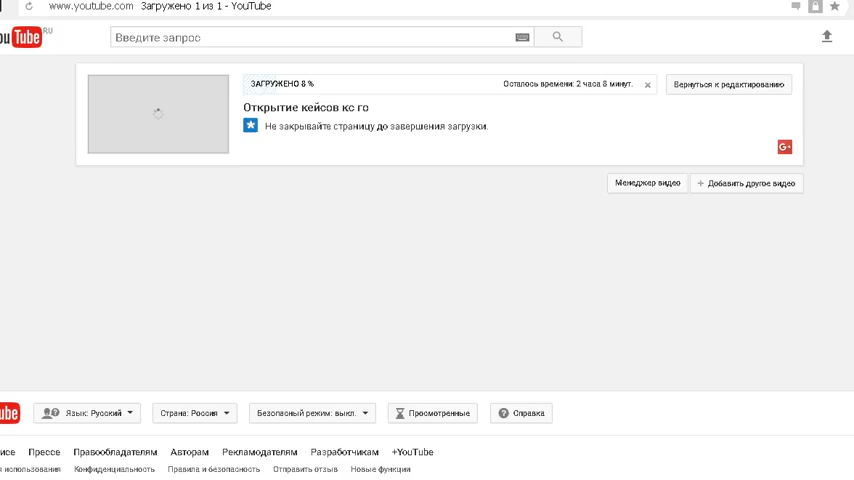 www.youtube.com Загружено 1 из 1 - YouTube
You Tube RU
Введите запрос
ЗАГРУЖЕНО 8 %
Осталось времени: 2 часа 8 минут.
Вернуться к редактированию
Открытие кейсов кс го
Не закрывайте страницу до завершения загрузки.
G+
Менеджер видео
+ Добавить другое видео
Tube
Язык: Русский
Страна: Россия
Безопасный режим: выкл.
Просмотренные
Справка
Прессе Правообладателям Авторам Рекламодателям Разработчикам +YouTube
использования Конфиденциальность Правила и безопасность Отправить отзыв Новые функции